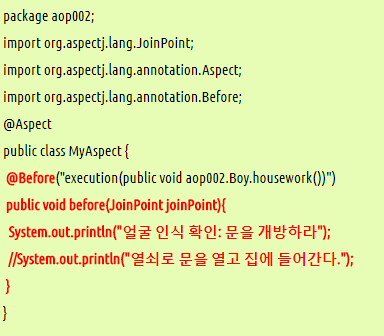 package aop002;
import org.aspectj.lang.JoinPoint;
import org.aspectj.lang.annotation.Aspect;
import org.aspectj.lang.annotation.Before;
@Aspect
public class MyAspect {
@Before("execution(public void aop002.Boy.housework())")
public void before(JoinPoint joinPoint){
System.out.println("얼굴 인식 확인: 문을 개방하라");
//System.out.println("열쇠로 문을 열고 집에 들어간다.");
}
}